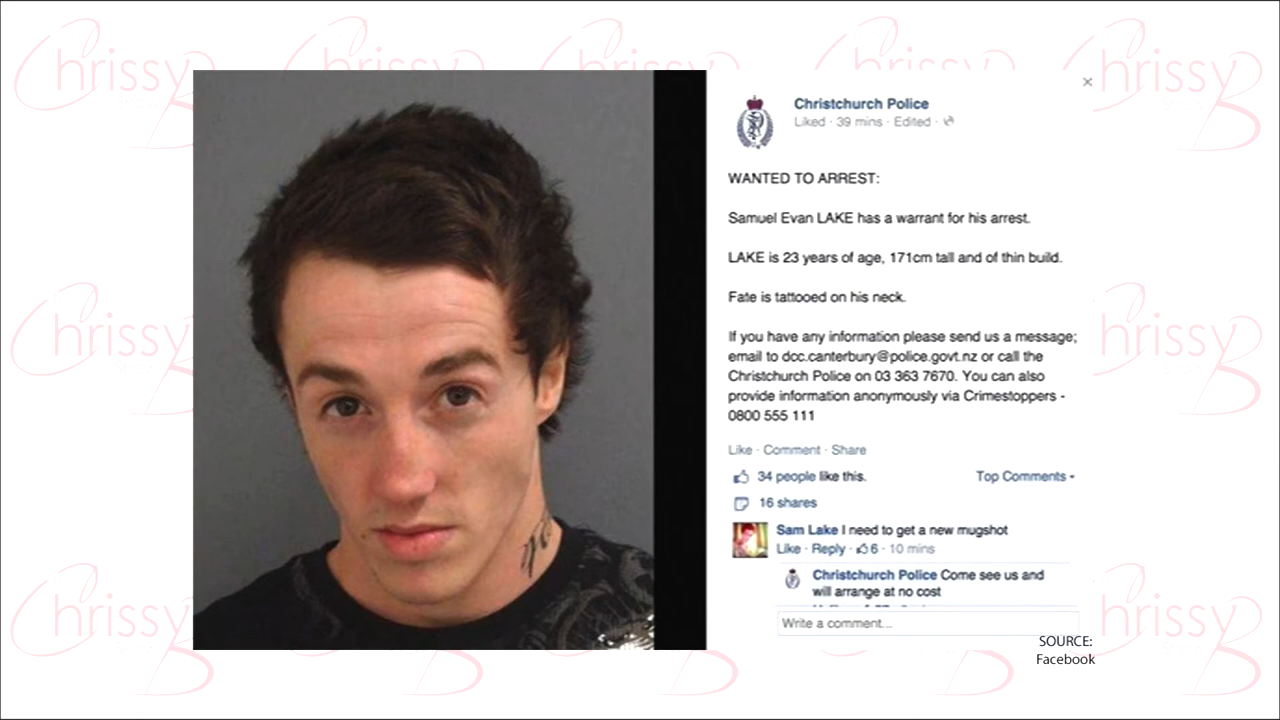 Chrissy B
Christchurch Police
Liked · 39 mins · Edited ·
WANTED TO ARREST:
Samuel Evan LAKE has a warrant for his arrest.
LAKE is 23 years of age, 171cm tall and of thin build.
Fate is tattooed on his neck.
If you have any information please send us a message;
email to dcc.canterbury@police.govt.nz or call the
Christchurch Police on 03 363 7670. You can also
provide information anonymously via Crimestoppers -
0800 555 111
Like · Comment · Share
34 people like this.
Top Comments
16 shares
Sam Lake I need to get a new mugshot
Like · Reply · 6 · 10 mins
Christchurch Police Come see us and
will arrange at no cost
Write a comment...
SOURCE:
Facebook